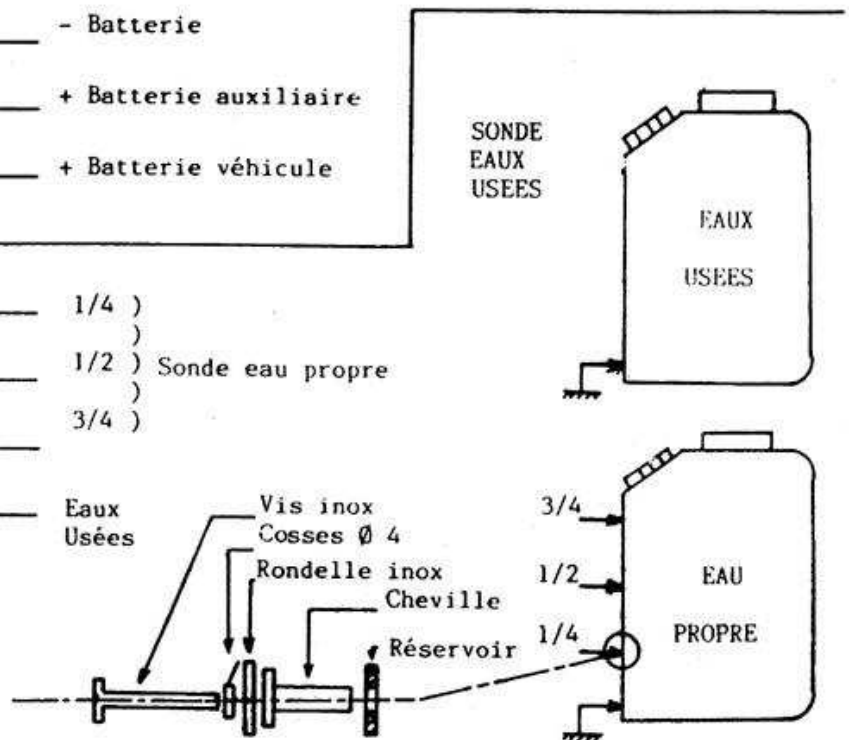 - Batterie
+ Batterie auxiliaire
+ Batterie véhicule
SONDE
EAUX
USEES
EAUX
USEES
1/4 )
)
1/2 ) Sonde eau propre
)
3/4 )
Eaux
Usées
Vis inox
Cosses Ø 4
Rondelle inox
Cheville
Réservoir
3/4
1/2
1/4
EAU
PROPRE